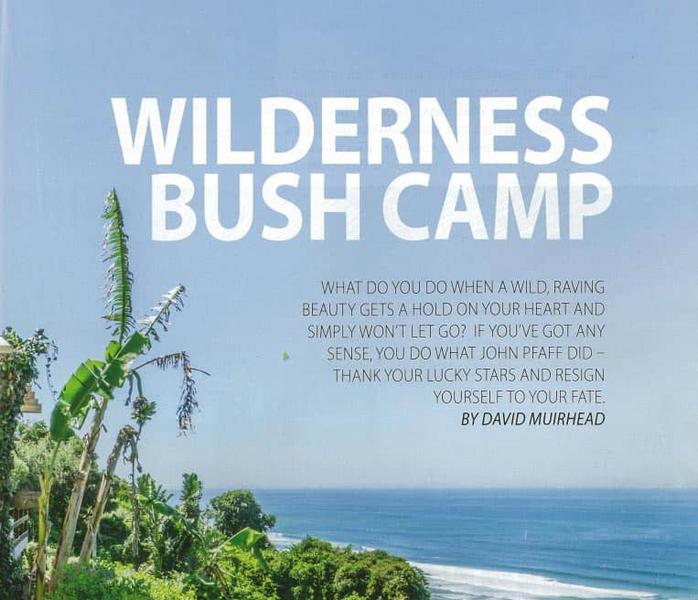 WILDERNESS
BUSH CAMP
WHAT DO YOU DO WHEN A WILD, RAVING
BEAUTY GETS A HOLD ON YOUR HEART AND
SIMPLY WON'T LET GO? IF YOU'VE GOT ANY
SENSE, YOU DO WHAT JOHN PFAFF DID –
THANK YOUR LUCKY STARS AND RESIGN
YOURSELF TO YOUR FATE.
BY DAVID MUIRHEAD